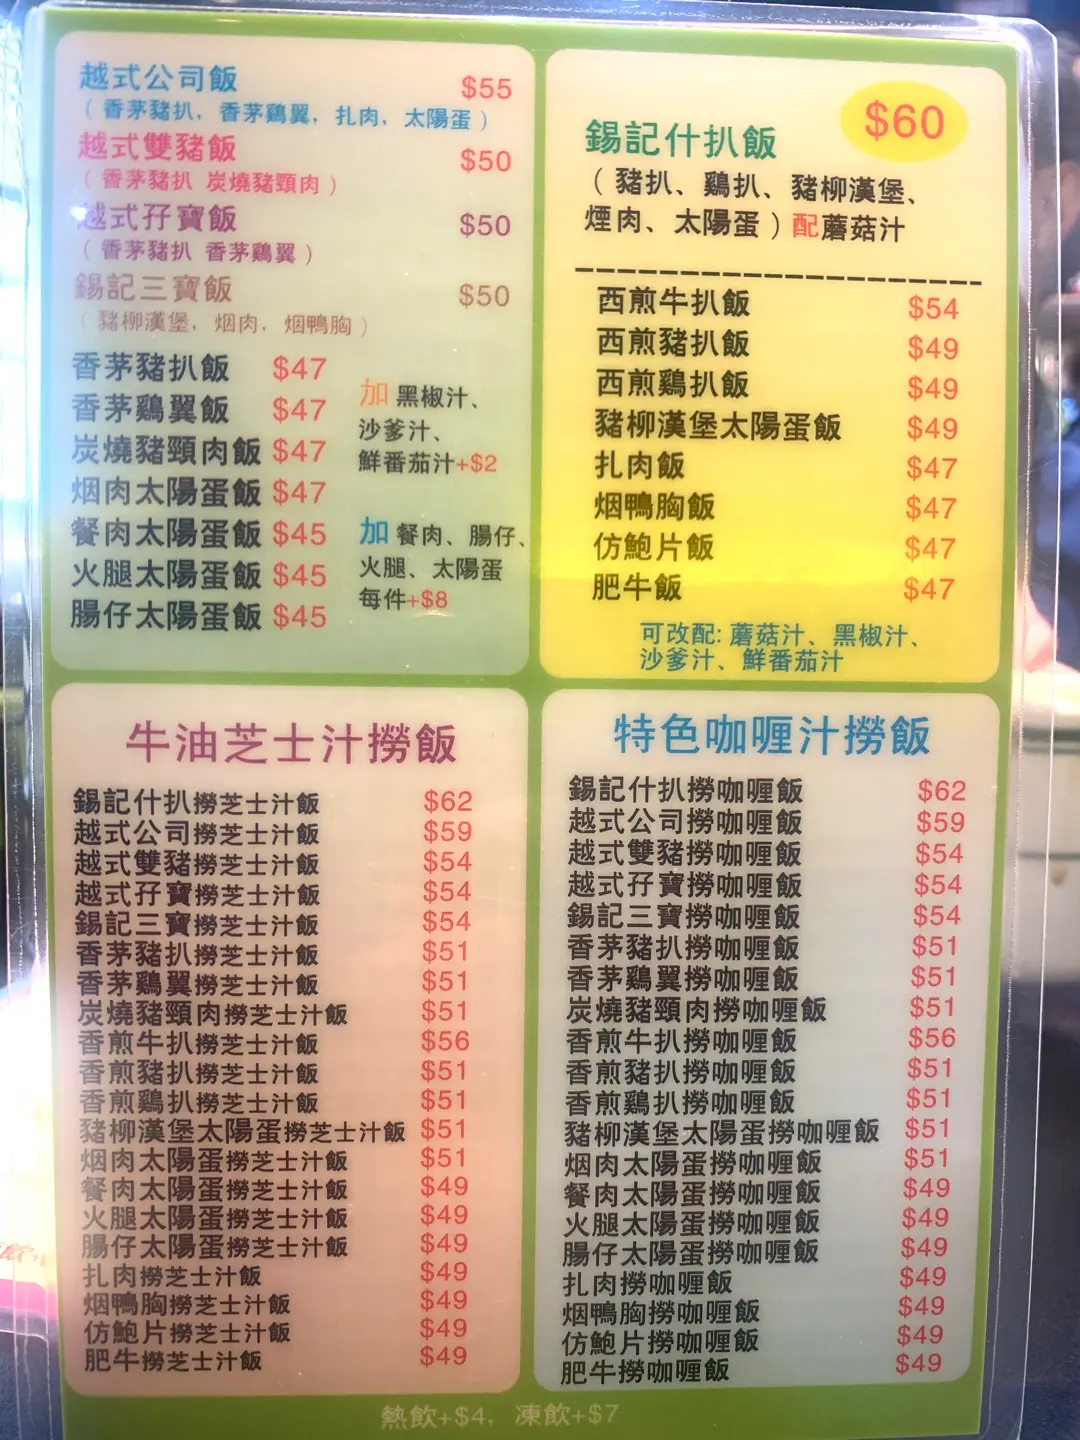 越式公司飯 $55
（香茅豬扒，香茅鷄翼，扎肉，太陽蛋）
越式雙豬飯 $50
（香茅豬扒 炭燒豬頸肉）
越式孖寶飯 $50
（香茅豬扒 香茅鷄翼）
錫記三寶飯 $50
（豬柳漢堡，烟肉，烟鴨胸）
香茅豬扒飯 $47
香茅鷄翼飯 $47
炭燒豬頸肉飯 $47
烟肉太陽蛋飯 $47
餐肉太陽蛋飯 $45
火腿太陽蛋飯 $45
腸仔太陽蛋飯 $45
加 黑椒汁、
沙爹汁、
鮮番茄汁+$2
加 餐肉、腸仔、
火腿、太陽蛋
每件+$8
$60
錫記什扒飯
（豬扒、鷄扒、豬柳漢堡、
煙肉、太陽蛋）配蘑菇汁
西煎牛扒飯 $54
西煎豬扒飯 $49
西煎鷄扒飯 $49
豬柳漢堡太陽蛋飯 $49
扎肉飯 $47
烟鴨胸飯 $47
仿鮑片飯 $47
肥牛飯 $47
可改配: 蘑菇汁、黑椒汁、
沙爹汁、鮮番茄汁
牛油芝士汁撈飯
錫記什扒撈芝士汁飯 $62
越式公司撈芝士汁飯 $59
越式雙豬撈芝士汁飯 $54
越式孖寶撈芝士汁飯 $54
錫記三寶撈芝士汁飯 $54
香茅豬扒撈芝士汁飯 $51
香茅鷄翼撈芝士汁飯 $51
炭燒豬頸肉撈芝士汁飯 $51
香煎牛扒撈芝士汁飯 $56
香煎豬扒撈芝士汁飯 $51
香煎鷄扒撈芝士汁飯 $51
豬柳漢堡太陽蛋撈芝士汁飯 $51
烟肉太陽蛋撈芝士汁飯 $51
餐肉太陽蛋撈芝士汁飯 $49
火腿太陽蛋撈芝士汁飯 $49
腸仔太陽蛋撈芝士汁飯 $49
扎肉撈芝士汁飯 $49
烟鴨胸撈芝士汁飯 $49
仿鮑片撈芝士汁飯 $49
肥牛撈芝士汁飯 $49
特色咖喱汁撈飯
錫記什扒撈咖喱飯 $62
越式公司撈咖喱飯 $59
越式雙豬撈咖喱飯 $54
越式孖寶撈咖喱飯 $54
錫記三寶撈咖喱飯 $54
香茅豬扒撈咖喱飯 $51
香茅鷄翼撈咖喱飯 $51
炭燒豬頸肉撈咖喱飯 $51
香煎牛扒撈咖喱飯 $56
香煎豬扒撈咖喱飯 $51
香煎鷄扒撈咖喱飯 $51
豬柳漢堡太陽蛋撈咖喱飯 $51
烟肉太陽蛋撈咖喱飯 $51
餐肉太陽蛋撈咖喱飯 $49
火腿太陽蛋撈咖喱飯 $49
腸仔太陽蛋撈咖喱飯 $49
扎肉撈咖喱飯 $49
烟鴨胸撈咖喱飯 $49
仿鮑片撈咖喱飯 $49
肥牛撈咖喱飯 $49
熱飲+$4，凍飲+$7